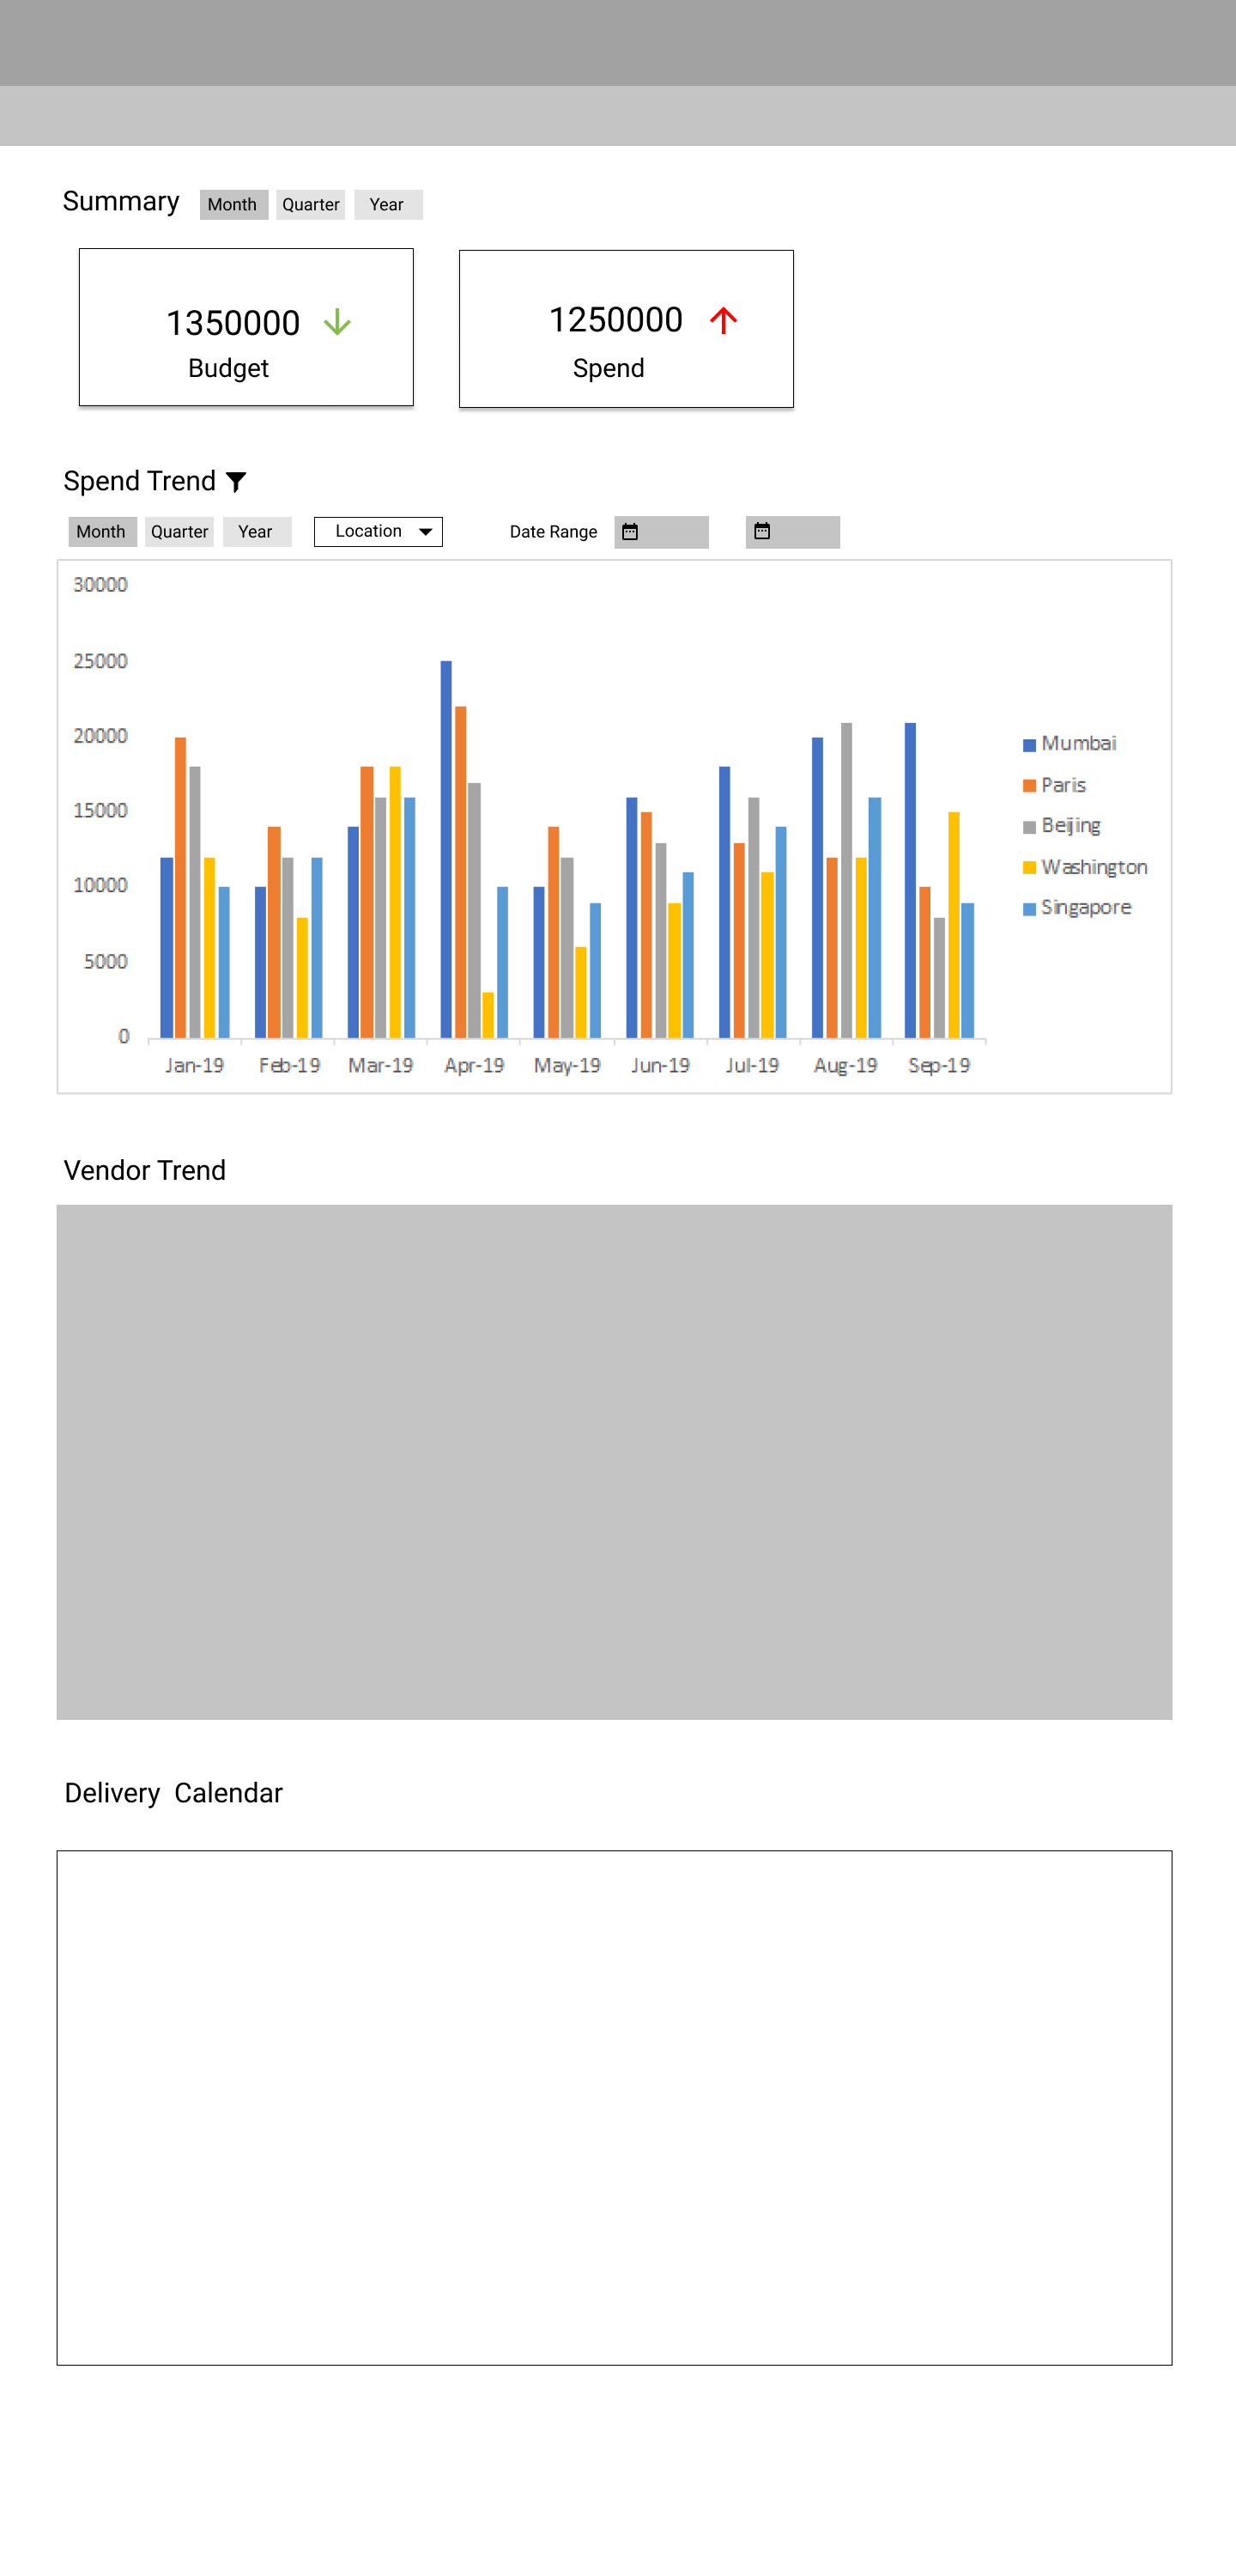 Summary Month Quarter Year
1350000
Budget
1250000
Spend
Spend Trend
Month Quarter Year Location Date Range
30000
25000
20000
15000
10000
5000
0
Jan-19 Feb-19 Mar-19 Apr-19 May-19 Jun-19 Jul-19 Aug-19 Sep-19
Mumbai
Paris
Beijing
Washington
Singapore
Vendor Trend
Delivery Calendar